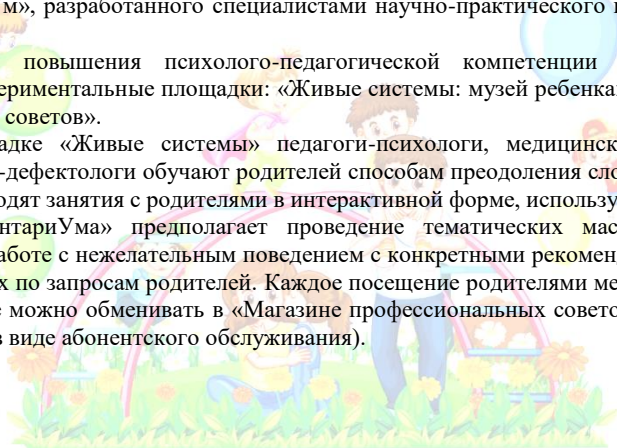 м», разработанного специалистами научно-практического
повышения психолого-педагогической компетенции
ериментальные площадки: «Живые системы: музей ребенка
советов».
адке «Живые системы» педагоги-психологи, медицинск
-дефектологи обучают родителей способам преодоления сло
одят занятия с родителями в интерактивной форме, использу
нтариУма» предполагает проведение тематических мас
аботе с нежелательным поведением с конкретными рекомен
х по запросам родителей. Каждое посещение родителями ме
е можно обменивать в «Магазине профессиональных совето
в виде абонентского обслуживания).